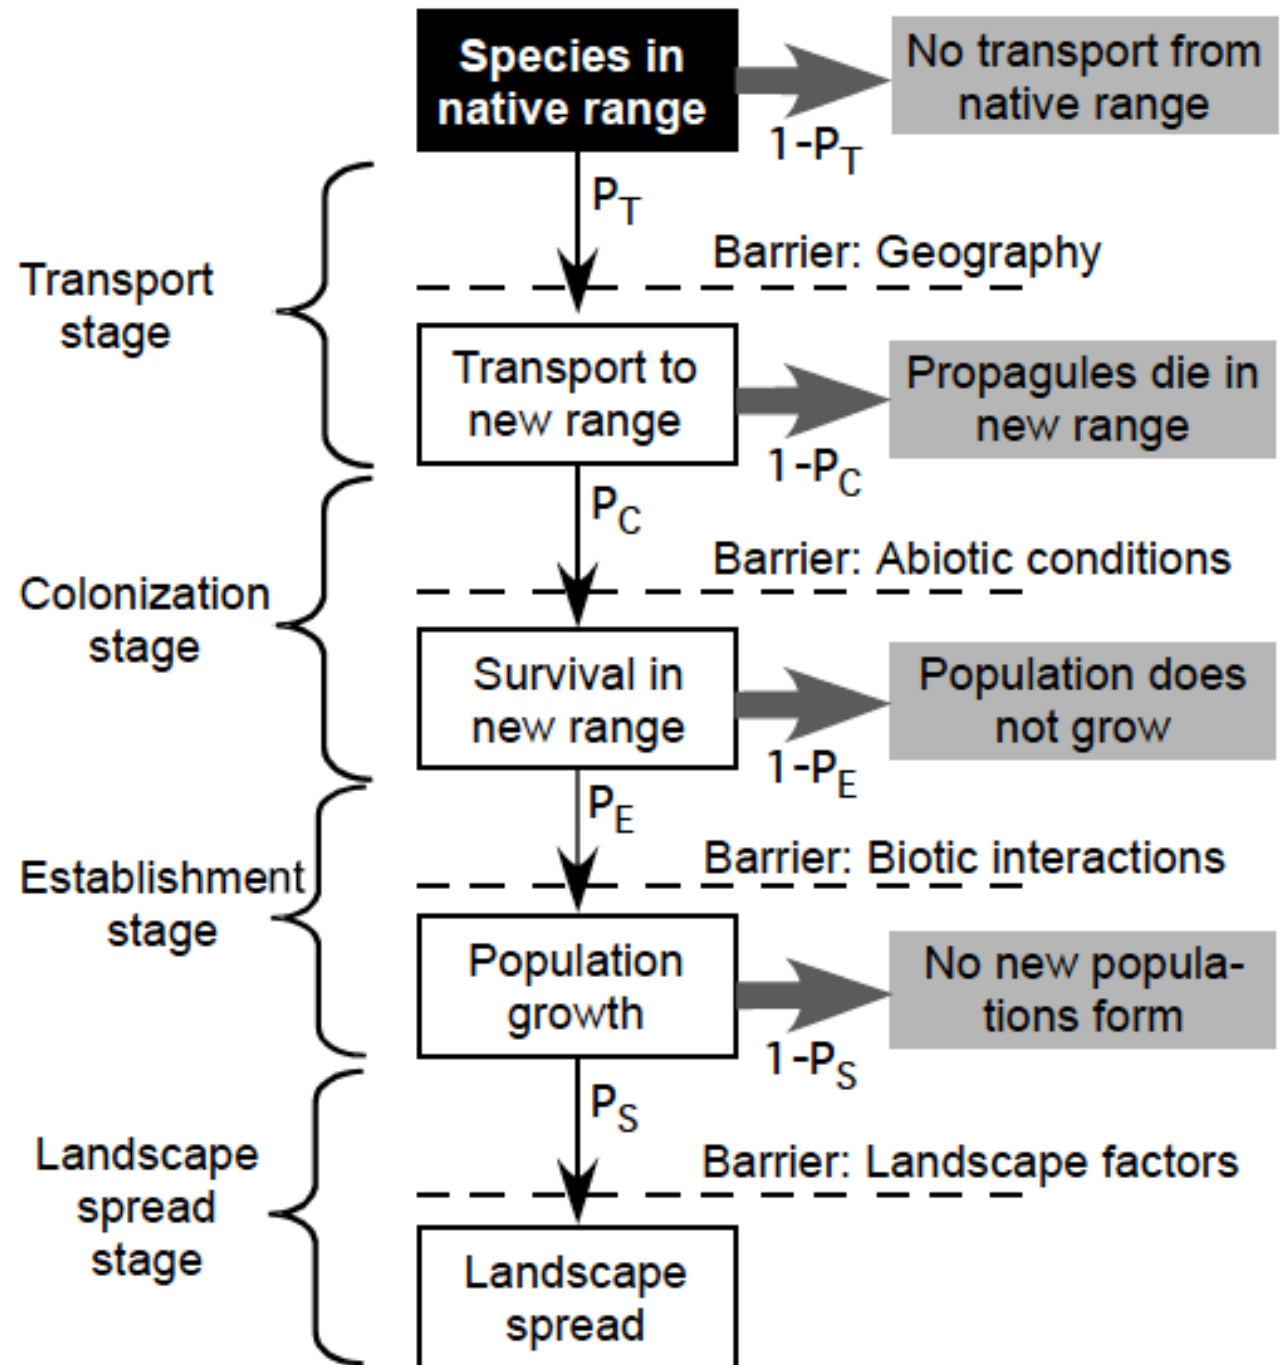 Species in
native range
No transport from
native range
1-PT
PT
Barrier: Geography
Transport
stage
Transport to
new range
Propagules die in
new range
1-PC
PC
Barrier: Abiotic conditions
Colonization
stage
Survival in
new range
Population does
not grow
1-PE
PE
Barrier: Biotic interactions
Establishment
stage
Population
growth
No new popula-
tions form
1-PS
PS
Barrier: Landscape factors
Landscape
spread
stage
Landscape
spread